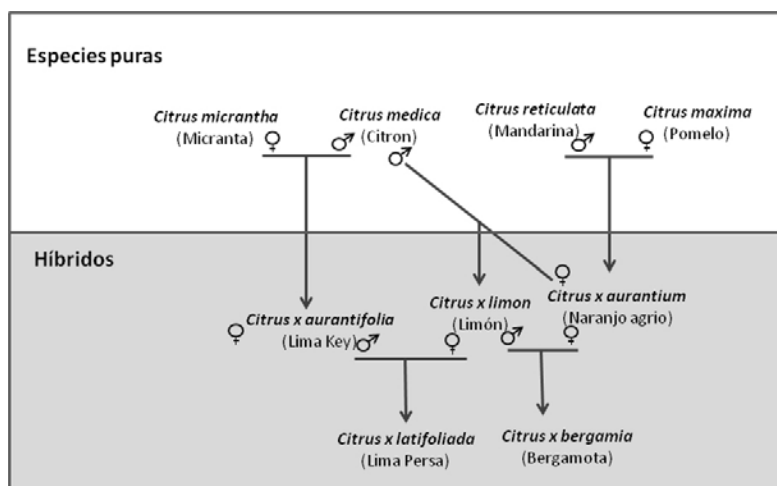 Especies puras
Citrus micrantha
(Micranta)
Citrus medica
(Citron)
Citrus reticulata
(Mandarina)
Citrus maxima
(Pomelo)
Híbridos
Citrus x aurantifolia
(Lima Key)
Citrus x limon
(Limón)
Citrus x aurantium
(Naranjo agrio)
Citrus x latifoliada
(Lima Persa)
Citrus x bergamia
(Bergamota)